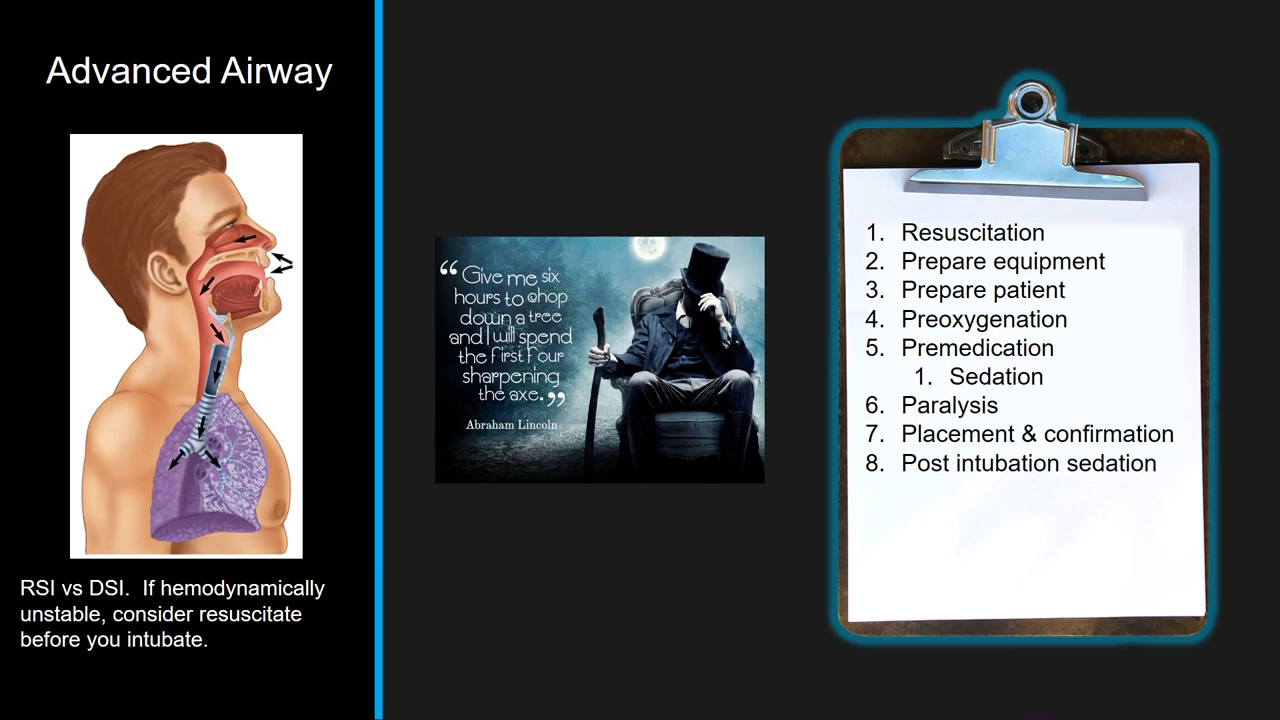 Advanced Airway
RSI vs DSI. If hemodynamically
unstable, consider resuscitate
before you intubate.
“Give me six
hours to chop
down a tree
and I will spend
the first four
sharpening
the axe.”
Abraham Lincoln
1. Resuscitation
2. Prepare equipment
3. Prepare patient
4. Preoxygenation
5. Premedication
1. Sedation
6. Paralysis
7. Placement & confirmation
8. Post intubation sedation